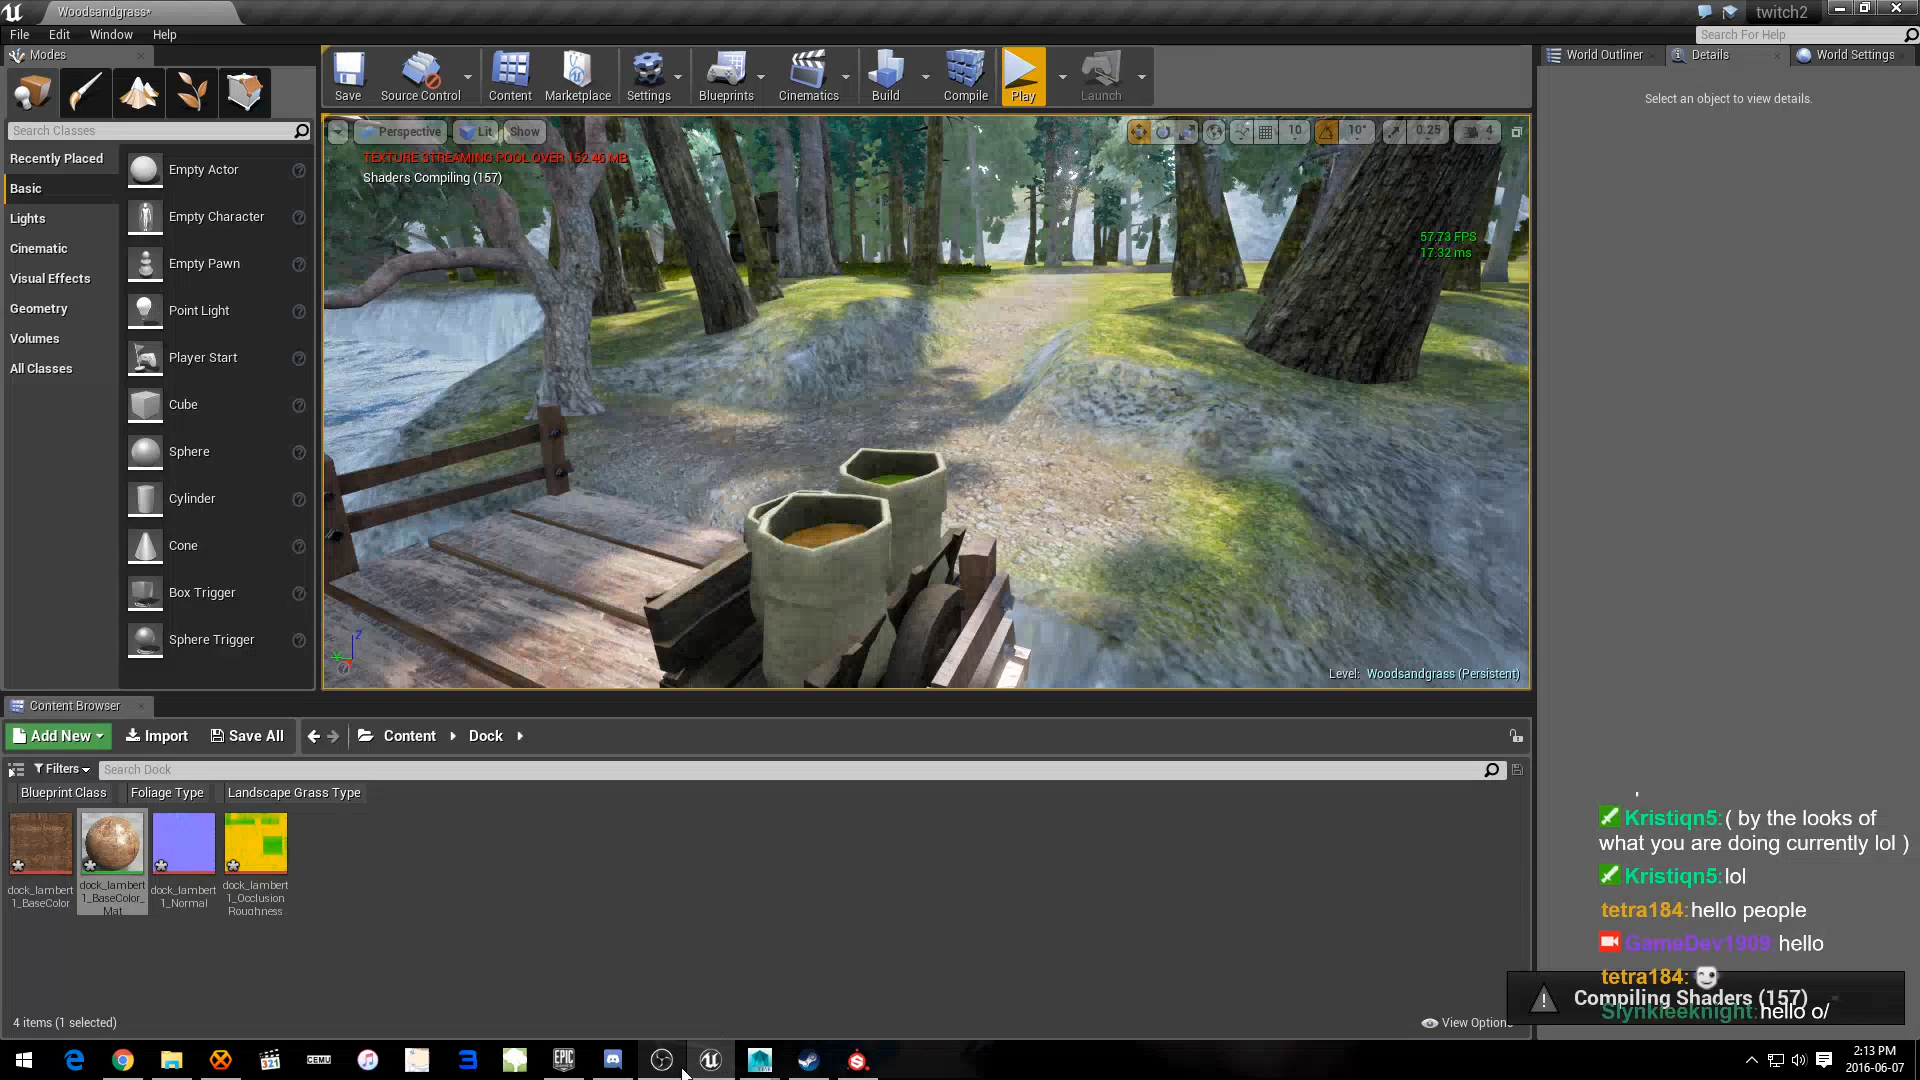 Woodsandgrass*
twitch2
File Edit Window Help
Search For Help
Modes
World Outliner
Details
World Settings
Save
Source Control
Content
Marketplace
Settings
Blueprints
Cinematics
Build
Compile
Play
Launch
Select an object to view details.
Search Classes
Perspective
Lit
Show
10
10°
0.25
4
TEXTURE STREAMING POOL OVER 152.46 MB
Shaders Compiling (157)
57.73 FPS
17.32 ms
Recently Placed
Basic
Lights
Cinematic
Visual Effects
Geometry
Volumes
All Classes
Empty Actor
Empty Character
Empty Pawn
Point Light
Player Start
Cube
Sphere
Cylinder
Cone
Box Trigger
Sphere Trigger
Z
Level: Woodsandgrass (Persistent)
Content Browser
Add New
Import
Save All
Content
Dock
Filters
Search Dock
Blueprint Class
Foliage Type
Landscape Grass Type
dock_lambert
1_BaseColor
dock_lambert
1_BaseColor_
Mat
dock_lambert
1_Normal
dock_lambert
1_Occlusion
Roughness
4 items (1 selected)
View Options
Kristiqn5: ( by the looks of
what you are doing currently lol )
Kristiqn5: lol
tetra184: hello people
GameDev1909: hello
tetra184:
Compiling Shaders (157)
Slynkieeknight: hello o/
321
CEMU
3
EPIC
GAMES
2:13 PM
2016-06-07